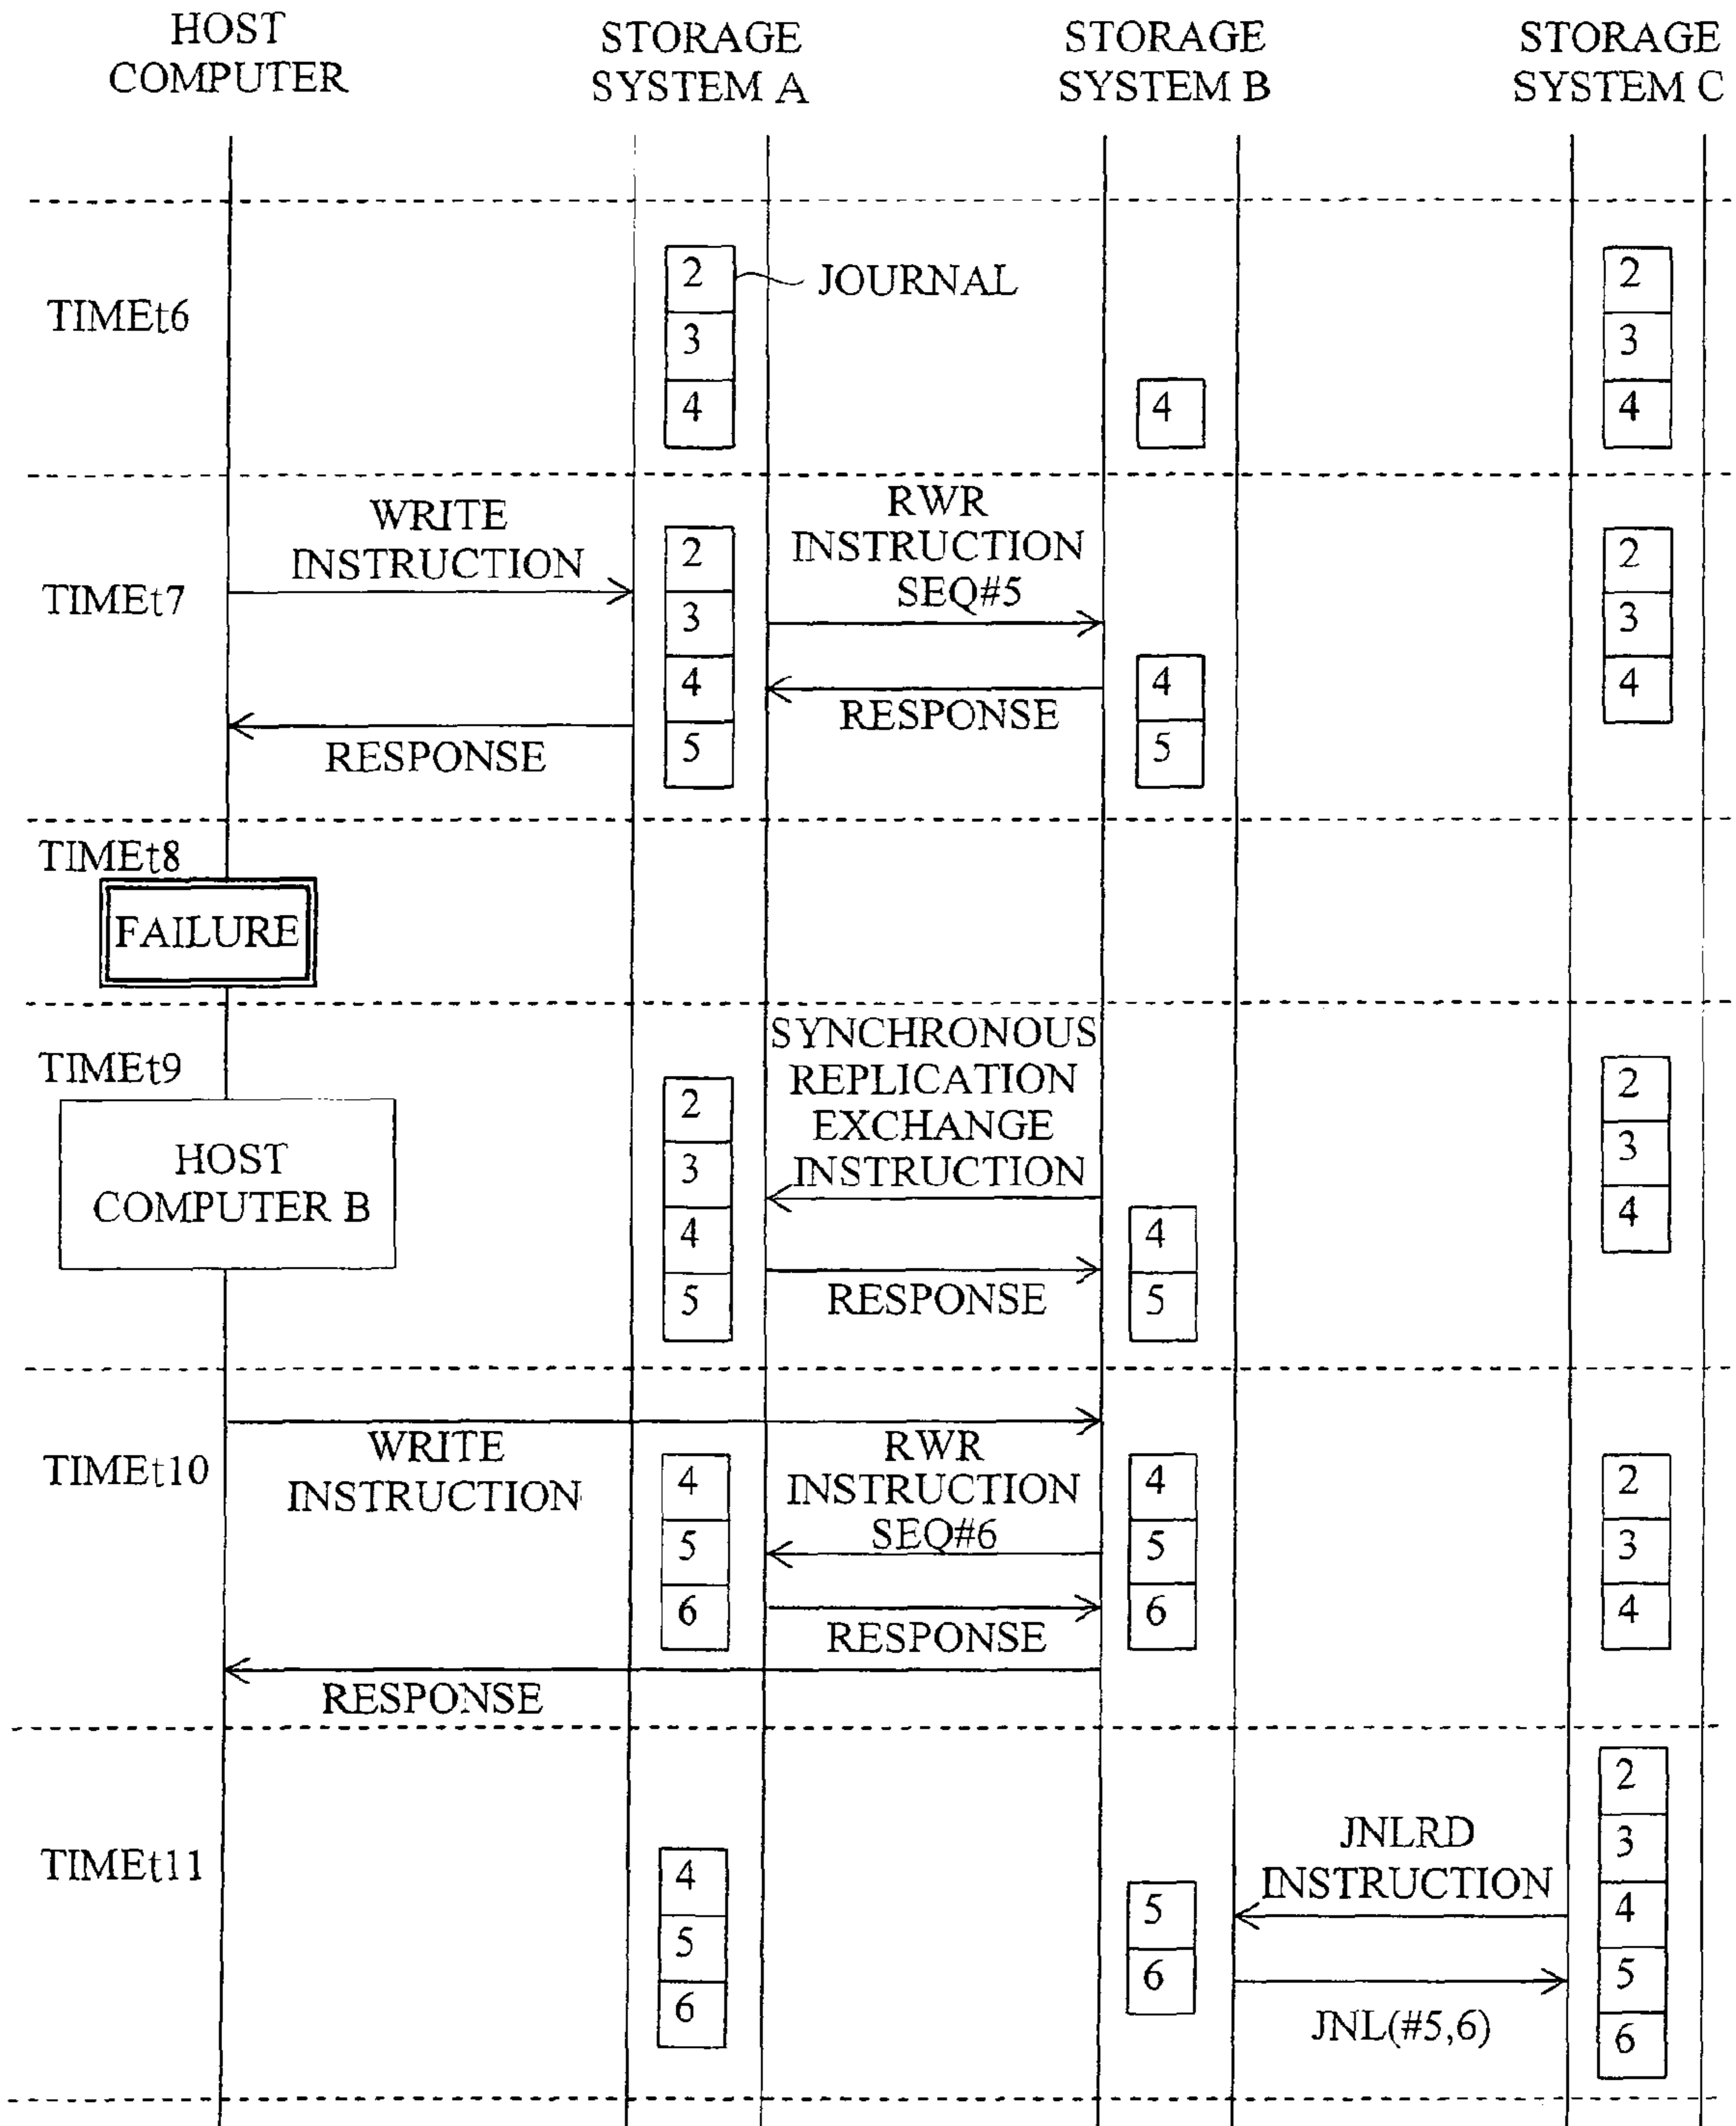 HOST
COMPUTER
STORAGE
SYSTEM A
STORAGE
SYSTEM B
STORAGE
SYSTEM C
TIMEt6
2
3
4
JOURNAL
4
2
3
4
TIMEt7
WRITE
INSTRUCTION
RESPONSE
2
3
4
5
RWR
INSTRUCTION
SEQ#5
RESPONSE
4
5
2
3
4
TIMEt8
FAILURE
TIMEt9
HOST
COMPUTER B
2
3
4
5
SYNCHRONOUS
REPLICATION
EXCHANGE
INSTRUCTION
RESPONSE
4
5
2
3
4
TIMEt10
WRITE
INSTRUCTION
RESPONSE
4
5
6
RWR
INSTRUCTION
SEQ#6
RESPONSE
4
5
6
2
3
4
TIMEt11
4
5
6
5
6
JNLRD
INSTRUCTION
JNL(#5,6)
2
3
4
5
6